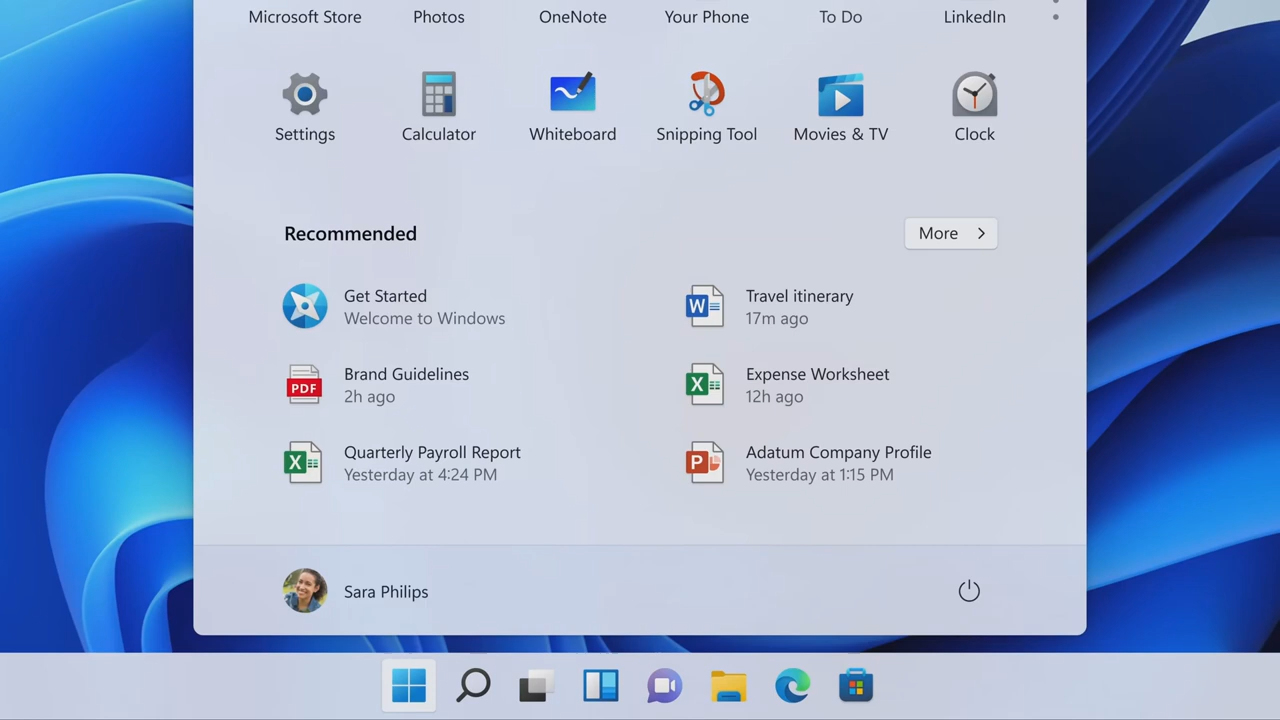 Microsoft Store
Photos
OneNote
Your Phone
To Do
LinkedIn
Settings
Calculator
Whiteboard
Snipping Tool
Movies & TV
Clock
Recommended
More
Get Started
Welcome to Windows
W
Travel itinerary
17m ago
PDF
Brand Guidelines
2h ago
X
Expense Worksheet
12h ago
X
Quarterly Payroll Report
Yesterday at 4:24 PM
P
Adatum Company Profile
Yesterday at 1:15 PM
Sara Philips